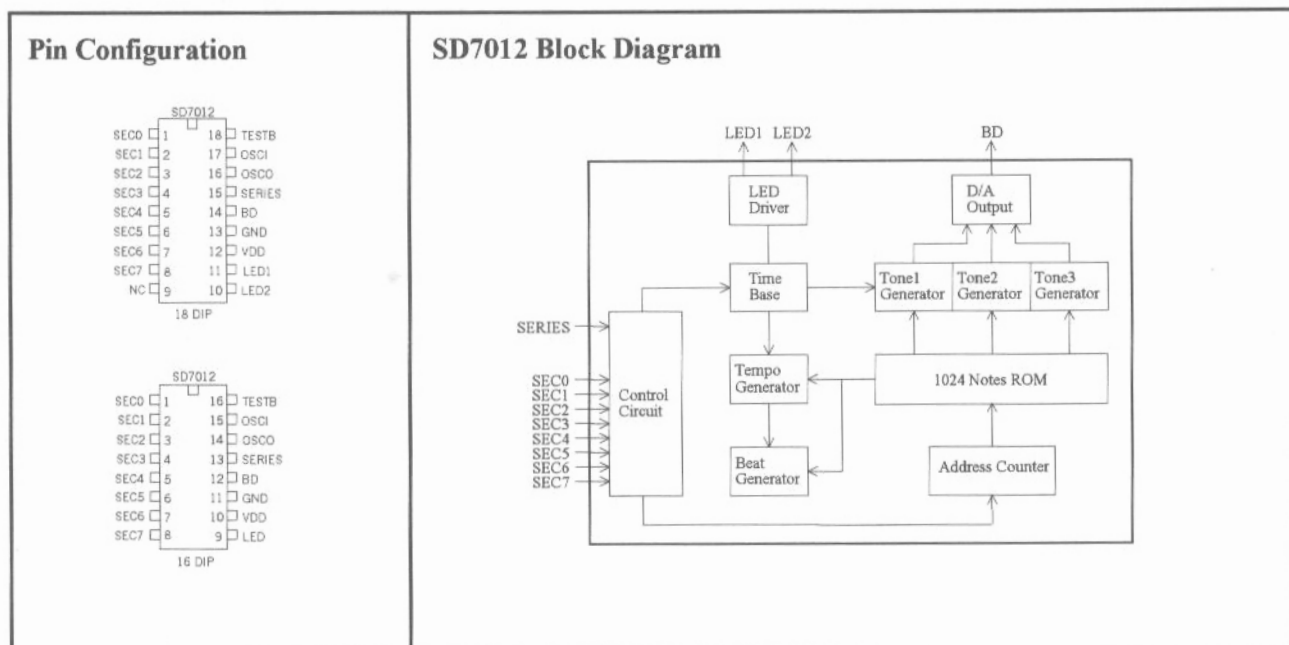 Pin Configuration
SD7012
SEC0 1 18 TESTB
SEC1 2 17 OSCI
SEC2 3 16 OSCO
SEC3 4 15 SERIES
SEC4 5 14 BD
SEC5 6 13 GND
SEC6 7 12 VDD
SEC7 8 11 LED1
NC 9 10 LED2
18 DIP
SD7012
SEC0 1 16 TESTB
SEC1 2 15 OSCI
SEC2 3 14 OSCO
SEC3 4 13 SERIES
SEC4 5 12 BD
SEC5 6 11 GND
SEC6 7 10 VDD
SEC7 8 9 LED
16 DIP
SD7012 Block Diagram
LED1 LED2 BD
LED
Driver
D/A
Output
Time
Base
Tone1
Generator
Tone2
Generator
Tone3
Generator
SERIES
SEC0
SEC1
SEC2
SEC3
SEC4
SEC5
SEC6
SEC7
Control
Circuit
Tempo
Generator
1024 Notes ROM
Beat
Generator
Address Counter